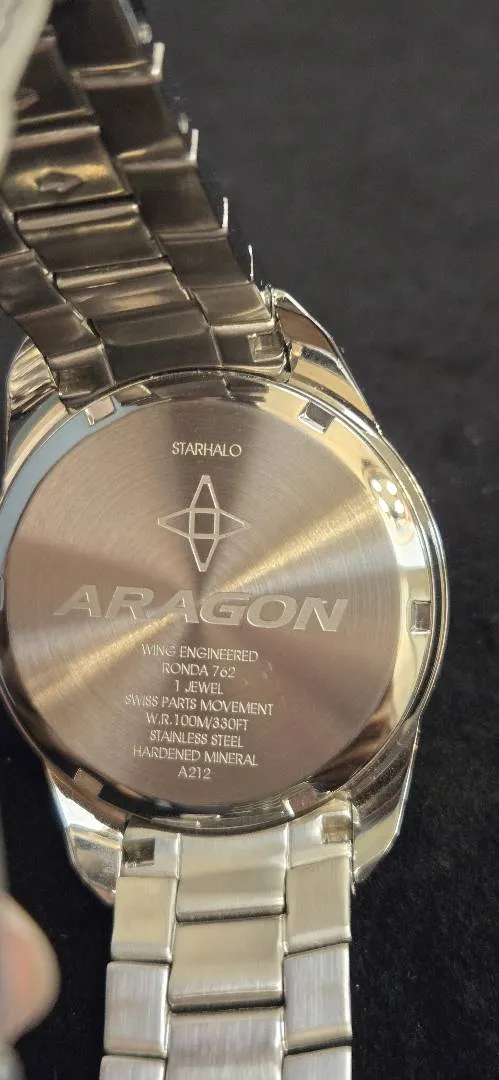 STARHALO
ARAGON
WING ENGINEERED
RONDA 762
1 JEWEL
SWISS PARTS MOVEMENT
W.R.100M/330FT
STAINLESS STEEL
HARDENED MINERAL
A212